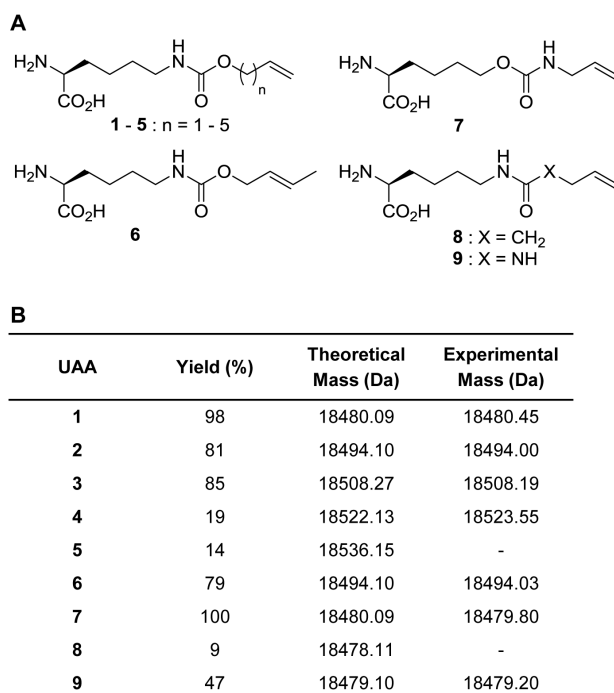 A
H₂N CO₂H H N O O n
1 - 5 : n = 1 - 5
H₂N CO₂H O H N O
7
H₂N CO₂H H N O O
6
H₂N CO₂H H N X O
8 : X = CH₂
9 : X = NH
B
UAA Yield (%) Theoretical Mass (Da) Experimental Mass (Da)
1 98 18480.09 18480.45
2 81 18494.10 18494.00
3 85 18508.27 18508.19
4 19 18522.13 18523.55
5 14 18536.15 -
6 79 18494.10 18494.03
7 100 18480.09 18479.80
8 9 18478.11 -
9 47 18479.10 18479.20